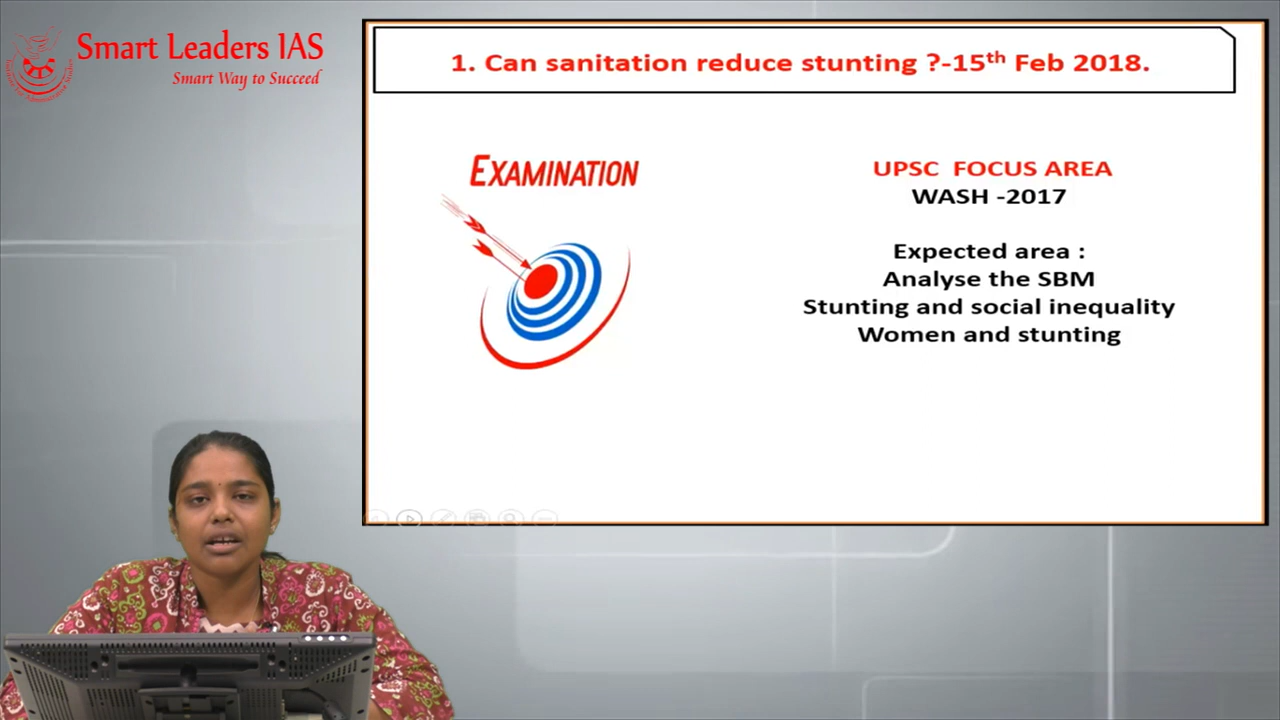 Smart Leaders IAS
Smart Way to Succeed
1. Can sanitation reduce stunting ?-15th Feb 2018.
EXAMINATION
UPSC FOCUS AREA
WASH -2017
Expected area :
Analyse the SBM
Stunting and social inequality
Women and stunting